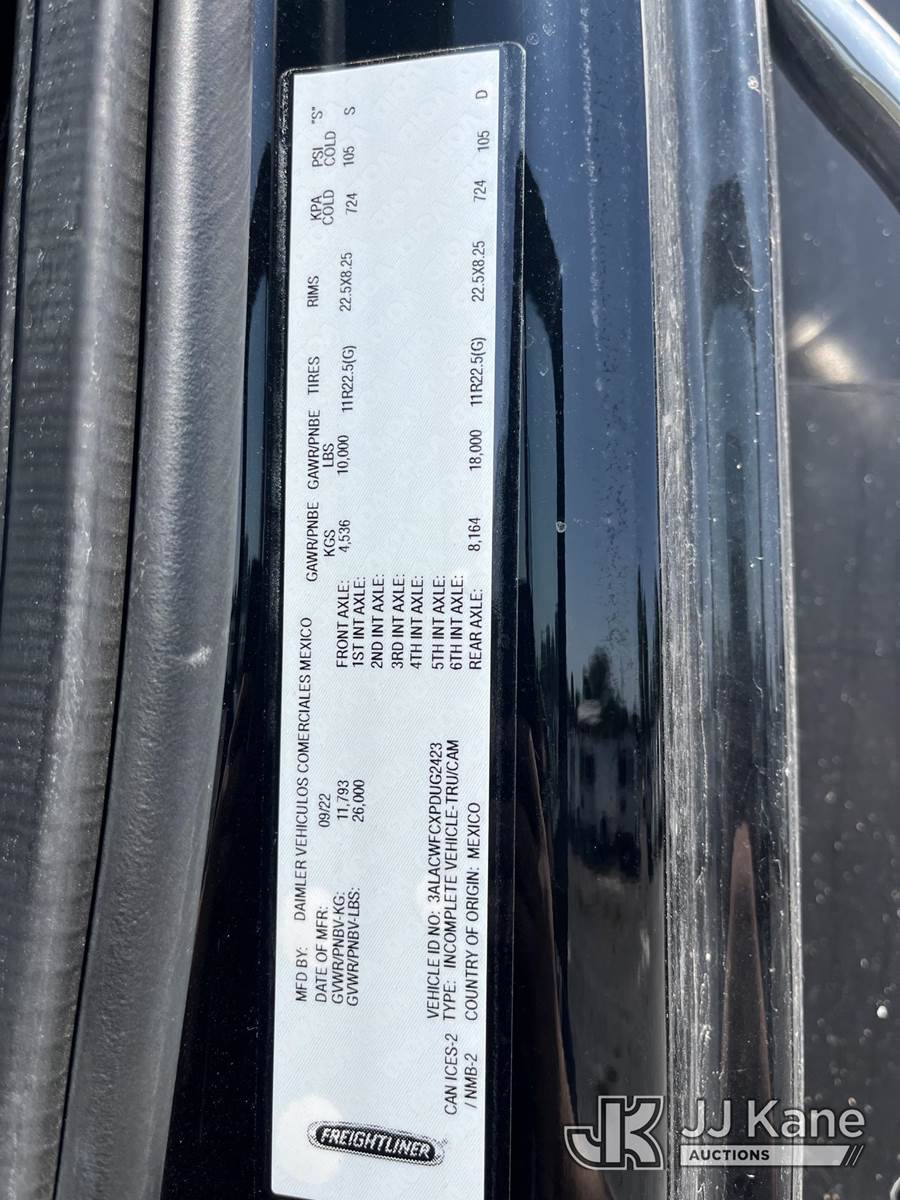 FREIGHTLINER
MFD BY: DAIMLER VEHICULOS COMERCIALES MEXICO
DATE OF MFR: 09/22
GVWR/PNBV-KG: 11,793
GVWR/PNBV-LBS: 26,000
GAWR/PNBE GAWR/PNBE TIRES RIMS KPA PSI "S"
KGS LBS COLD COLD
FRONT AXLE: 4,536 10,000 11R22.5(G) 22.5X8.25 724 105 S
1ST INT AXLE:
2ND INT AXLE:
3RD INT AXLE:
4TH INT AXLE:
5TH INT AXLE:
6TH INT AXLE:
REAR AXLE: 8,164 18,000 11R22.5(G) 22.5X8.25 724 105 D
VEHICLE ID NO: 3ALACWFCXPDUG2423
CAN ICES-2 TYPE: INCOMPLETE VEHICLE-TRU/CAM
/ NMB-2 COUNTRY OF ORIGIN: MEXICO
JK JJ Kane
AUCTIONS